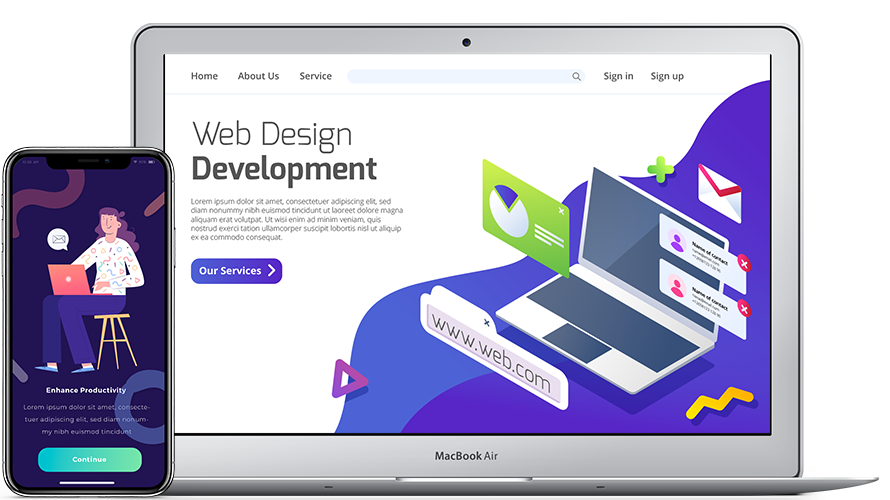 Home About Us Service Sign in Sign up
Web Design
Development
Lorem ipsum dolor sit amet, consectetuer adipiscing elit, sed
diam nonummy nibh euismod tincidunt ut laoreet dolore magna
aliquam erat volutpat. Ut wisi enim ad minim veniam, quis
nostrud exerci tation ullamcorper suscipit lobortis nisl ut aliquip
ex ea commodo consequat.
Our Services
www.web.com
Name of contact
Name of contact
MacBook Air
Enhance Productivity
Lorem ipsum dolor sit amet, consecte-
tuer adipiscing elit, sed diam nonum-
my nibh euismod tincidunt
Continue